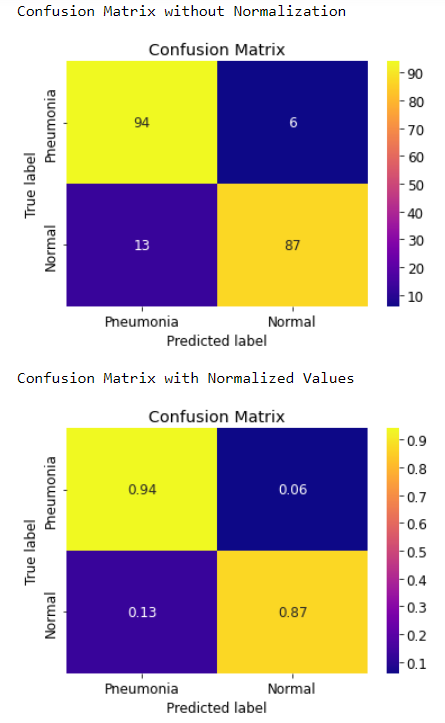 Confusion Matrix without Normalization
Confusion Matrix
True label
Pneumonia
94
6
Normal
13
87
Pneumonia
Normal
Predicted label
90
80
70
60
50
40
30
20
10
Confusion Matrix with Normalized Values
Confusion Matrix
True label
Pneumonia
0.94
0.06
Normal
0.13
0.87
Pneumonia
Normal
Predicted label
0.9
0.8
0.7
0.6
0.5
0.4
0.3
0.2
0.1